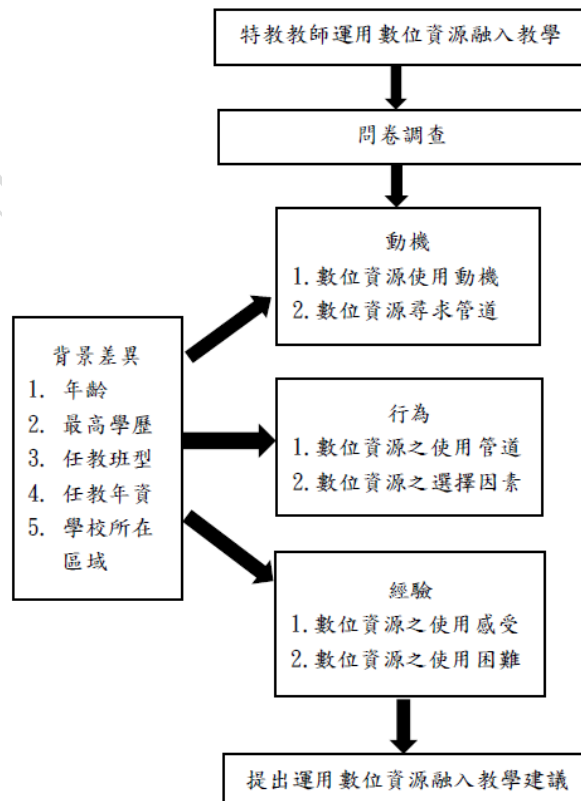 特教教師運用數位資源融入教學
問卷調查
動機
1.數位資源使用動機
2.數位資源尋求管道
背景差異
1. 年齡
2. 最高學歷
3. 任教班型
4. 任教年資
5. 學校所在
區域
行為
1.數位資源之使用管道
2.數位資源之選擇因素
經驗
1.數位資源之使用感受
2.數位資源之使用困難
提出運用數位資源融入教學建議